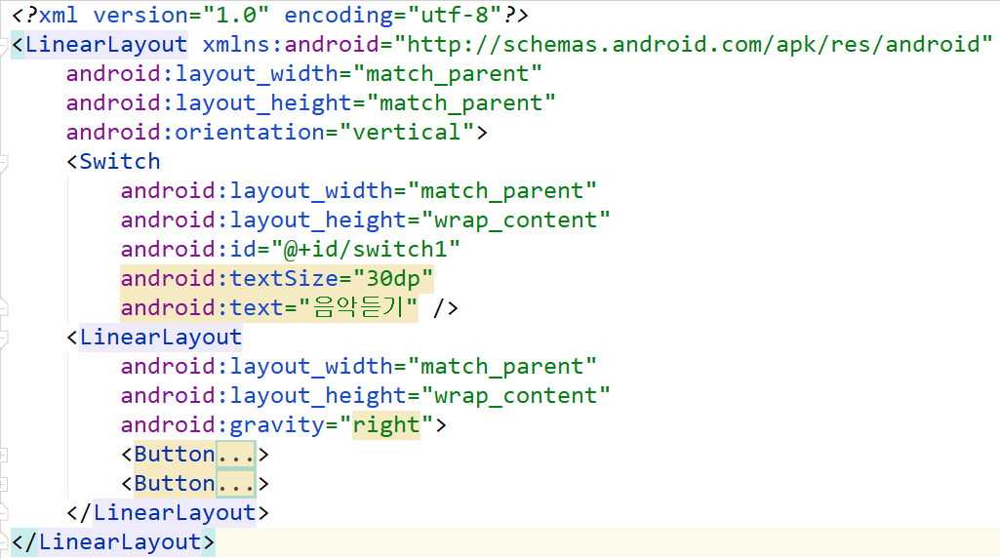 <?xml version="1.0" encoding="utf-8"?>
<LinearLayout xmlns:android="http://schemas.android.com/apk/res/android"
    android:layout_width="match_parent"
    android:layout_height="match_parent"
    android:orientation="vertical">
    <Switch
        android:layout_width="match_parent"
        android:layout_height="wrap_content"
        android:id="@+id/switch1"
        android:textSize="30dp"
        android:text="음악듣기" />
    <LinearLayout
        android:layout_width="match_parent"
        android:layout_height="wrap_content"
        android:gravity="right">
        <Button...>
        <Button...>
    </LinearLayout>
</LinearLayout>